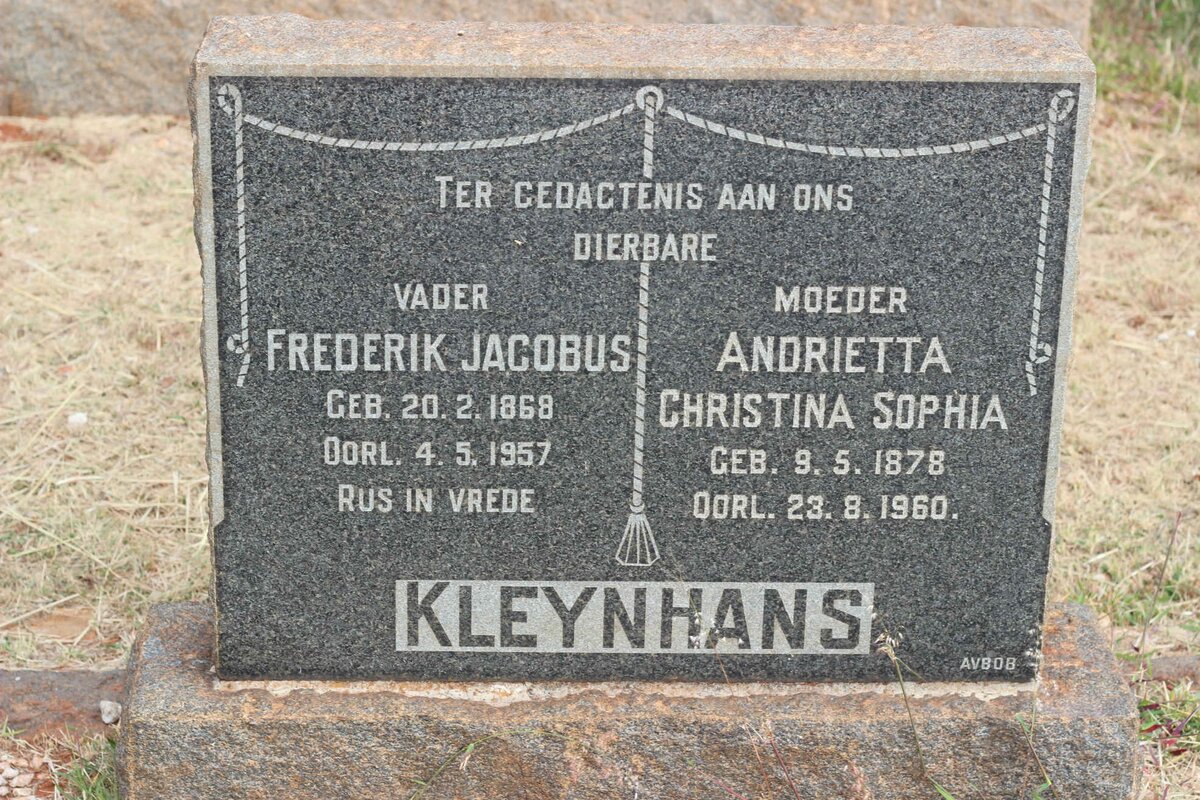 TER GEDACTENIS AAN ONS
DIERBARE
VADER
FREDERIK JACOBUS
GEB. 20. 2. 1868
OORL. 4. 5. 1957
RUS IN VREDE
MOEDER
ANDRIETTA
CHRISTINA SOPHIA
GEB. 9. 5. 1878
OORL. 23. 8. 1960.
KLEYNHANS
AVBOB